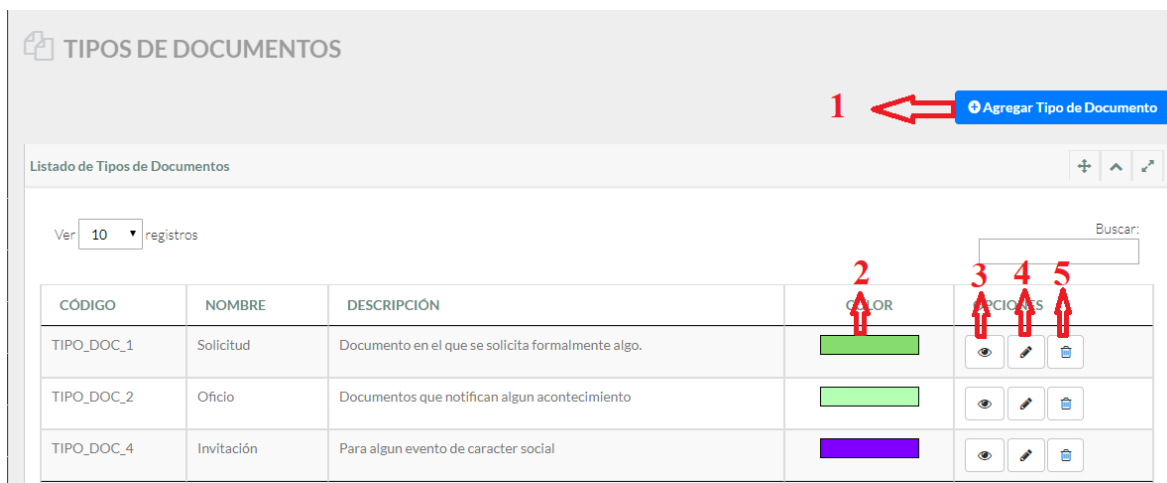 TIPOS DE DOCUMENTOS
1
Agregar Tipo de Documento
Listado de Tipos de Documentos
Ver 10 registros
Buscar:
2 3 4 5
CÓDIGO NOMBRE DESCRIPCIÓN COLOR OPCIONES
TIPO_DOC_1 Solicitud Documento en el que se solicita formalmente algo.
TIPO_DOC_2 Oficio Documentos que notifican algun acontecimiento
TIPO_DOC_4 Invitación Para algun evento de caracter social